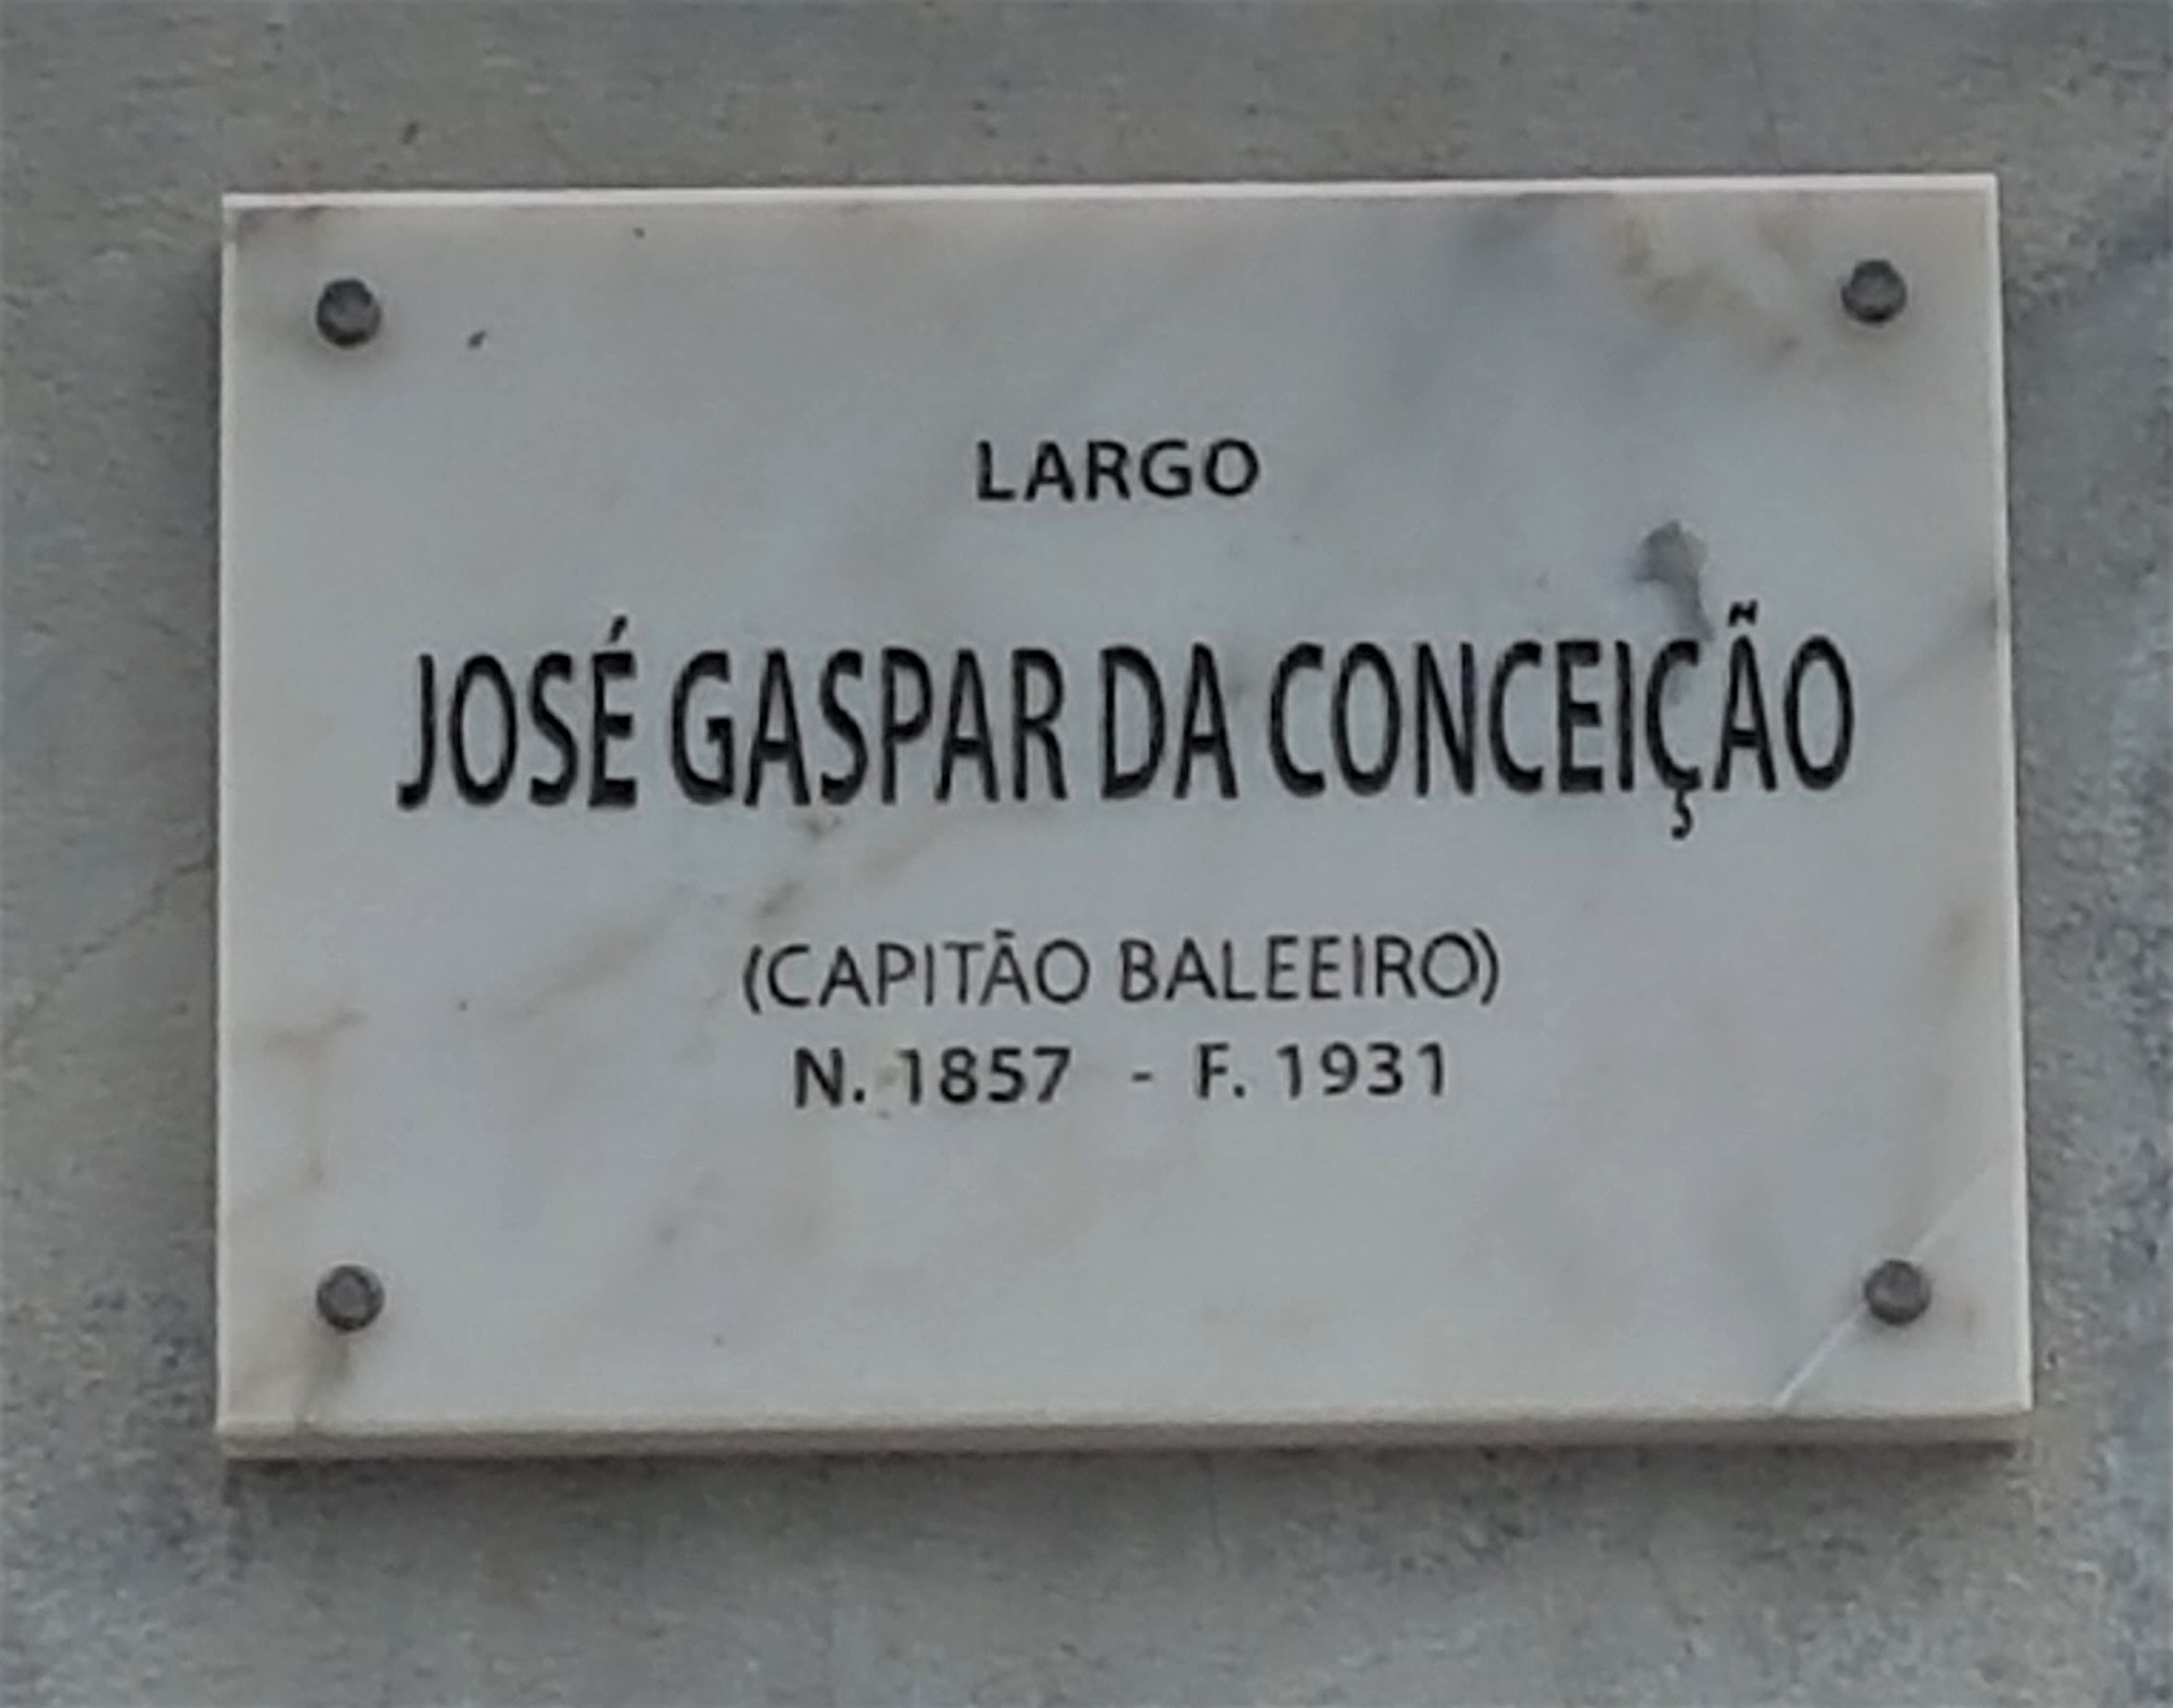 LARGO
JOSÉ GASPAR DA CONCEIÇÃO
(CAPITÃO BALEEIRO)
N. 1857 - F. 1931